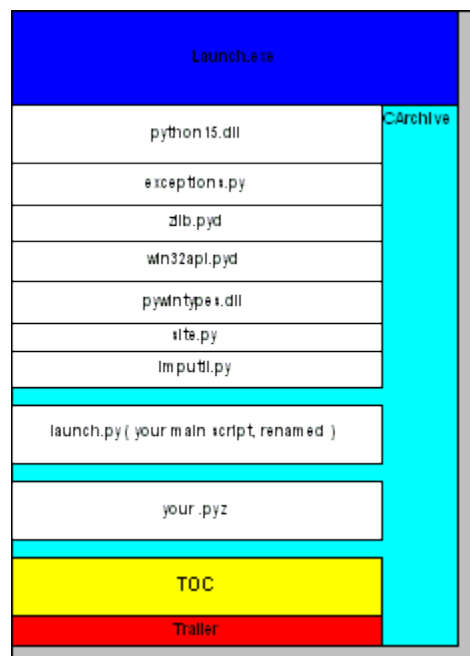 Launch.exe
CArchive
python15.dll
exceptions.py
zlib.pyd
win32api.pyd
pywintypes.dll
site.py
imputil.py
launch.py ( your main script, renamed )
your .pyz
TOC
Trailer